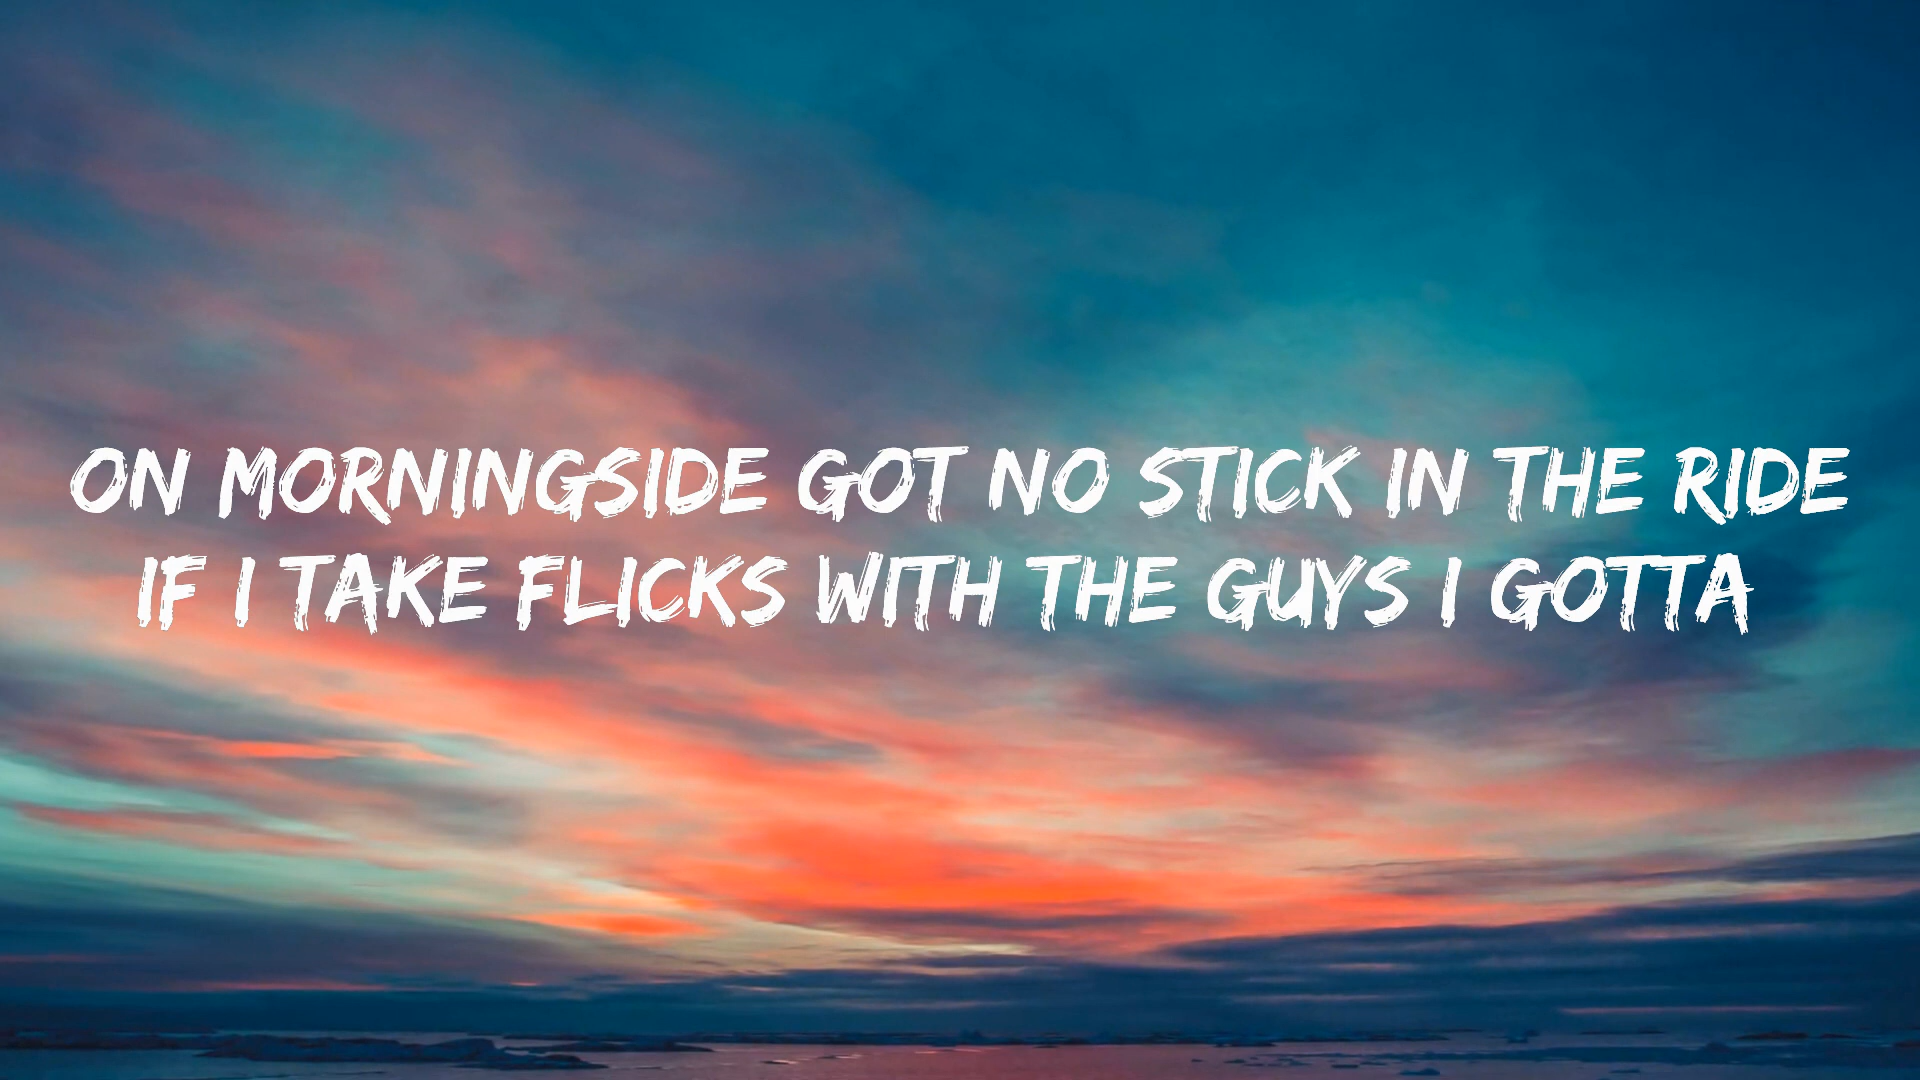 ON MORNINGSIDE GOT NO STICK IN THE RIDE
IF I TAKE FLICKS WITH THE GUYS I GOTTA